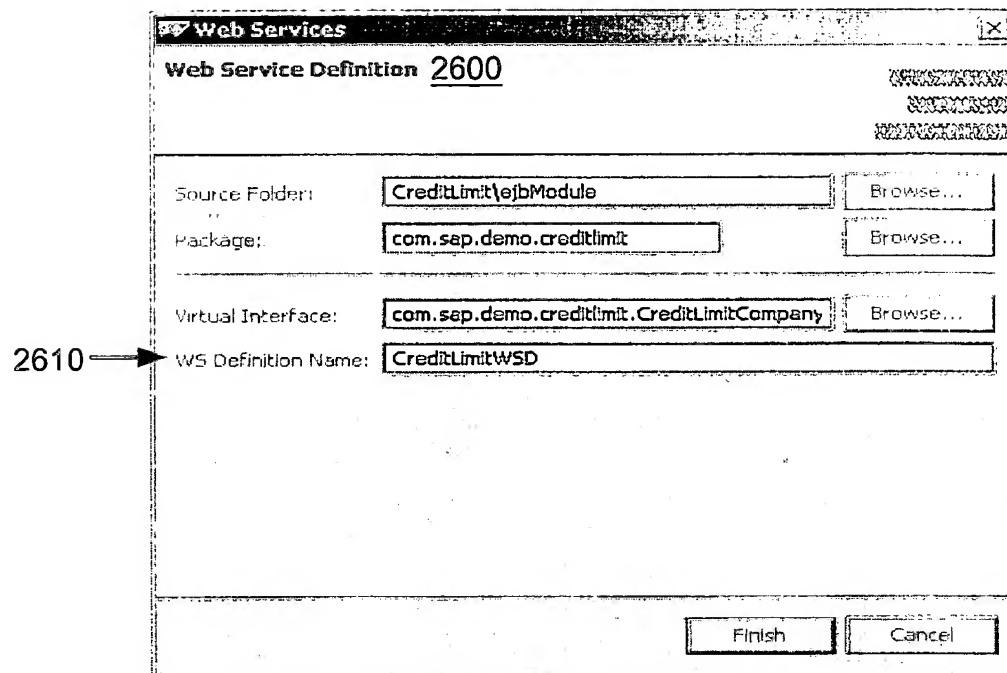 Web Services
Web Service Definition 2600
Source Folder: CreditLimit\ejbModule Browse...
Package: com.sap.demo.creditlimit Browse...
Virtual Interface: com.sap.demo.creditlimit.CreditLimitCompany Browse...
2610 WS Definition Name: CreditLimitWSD
Finish Cancel